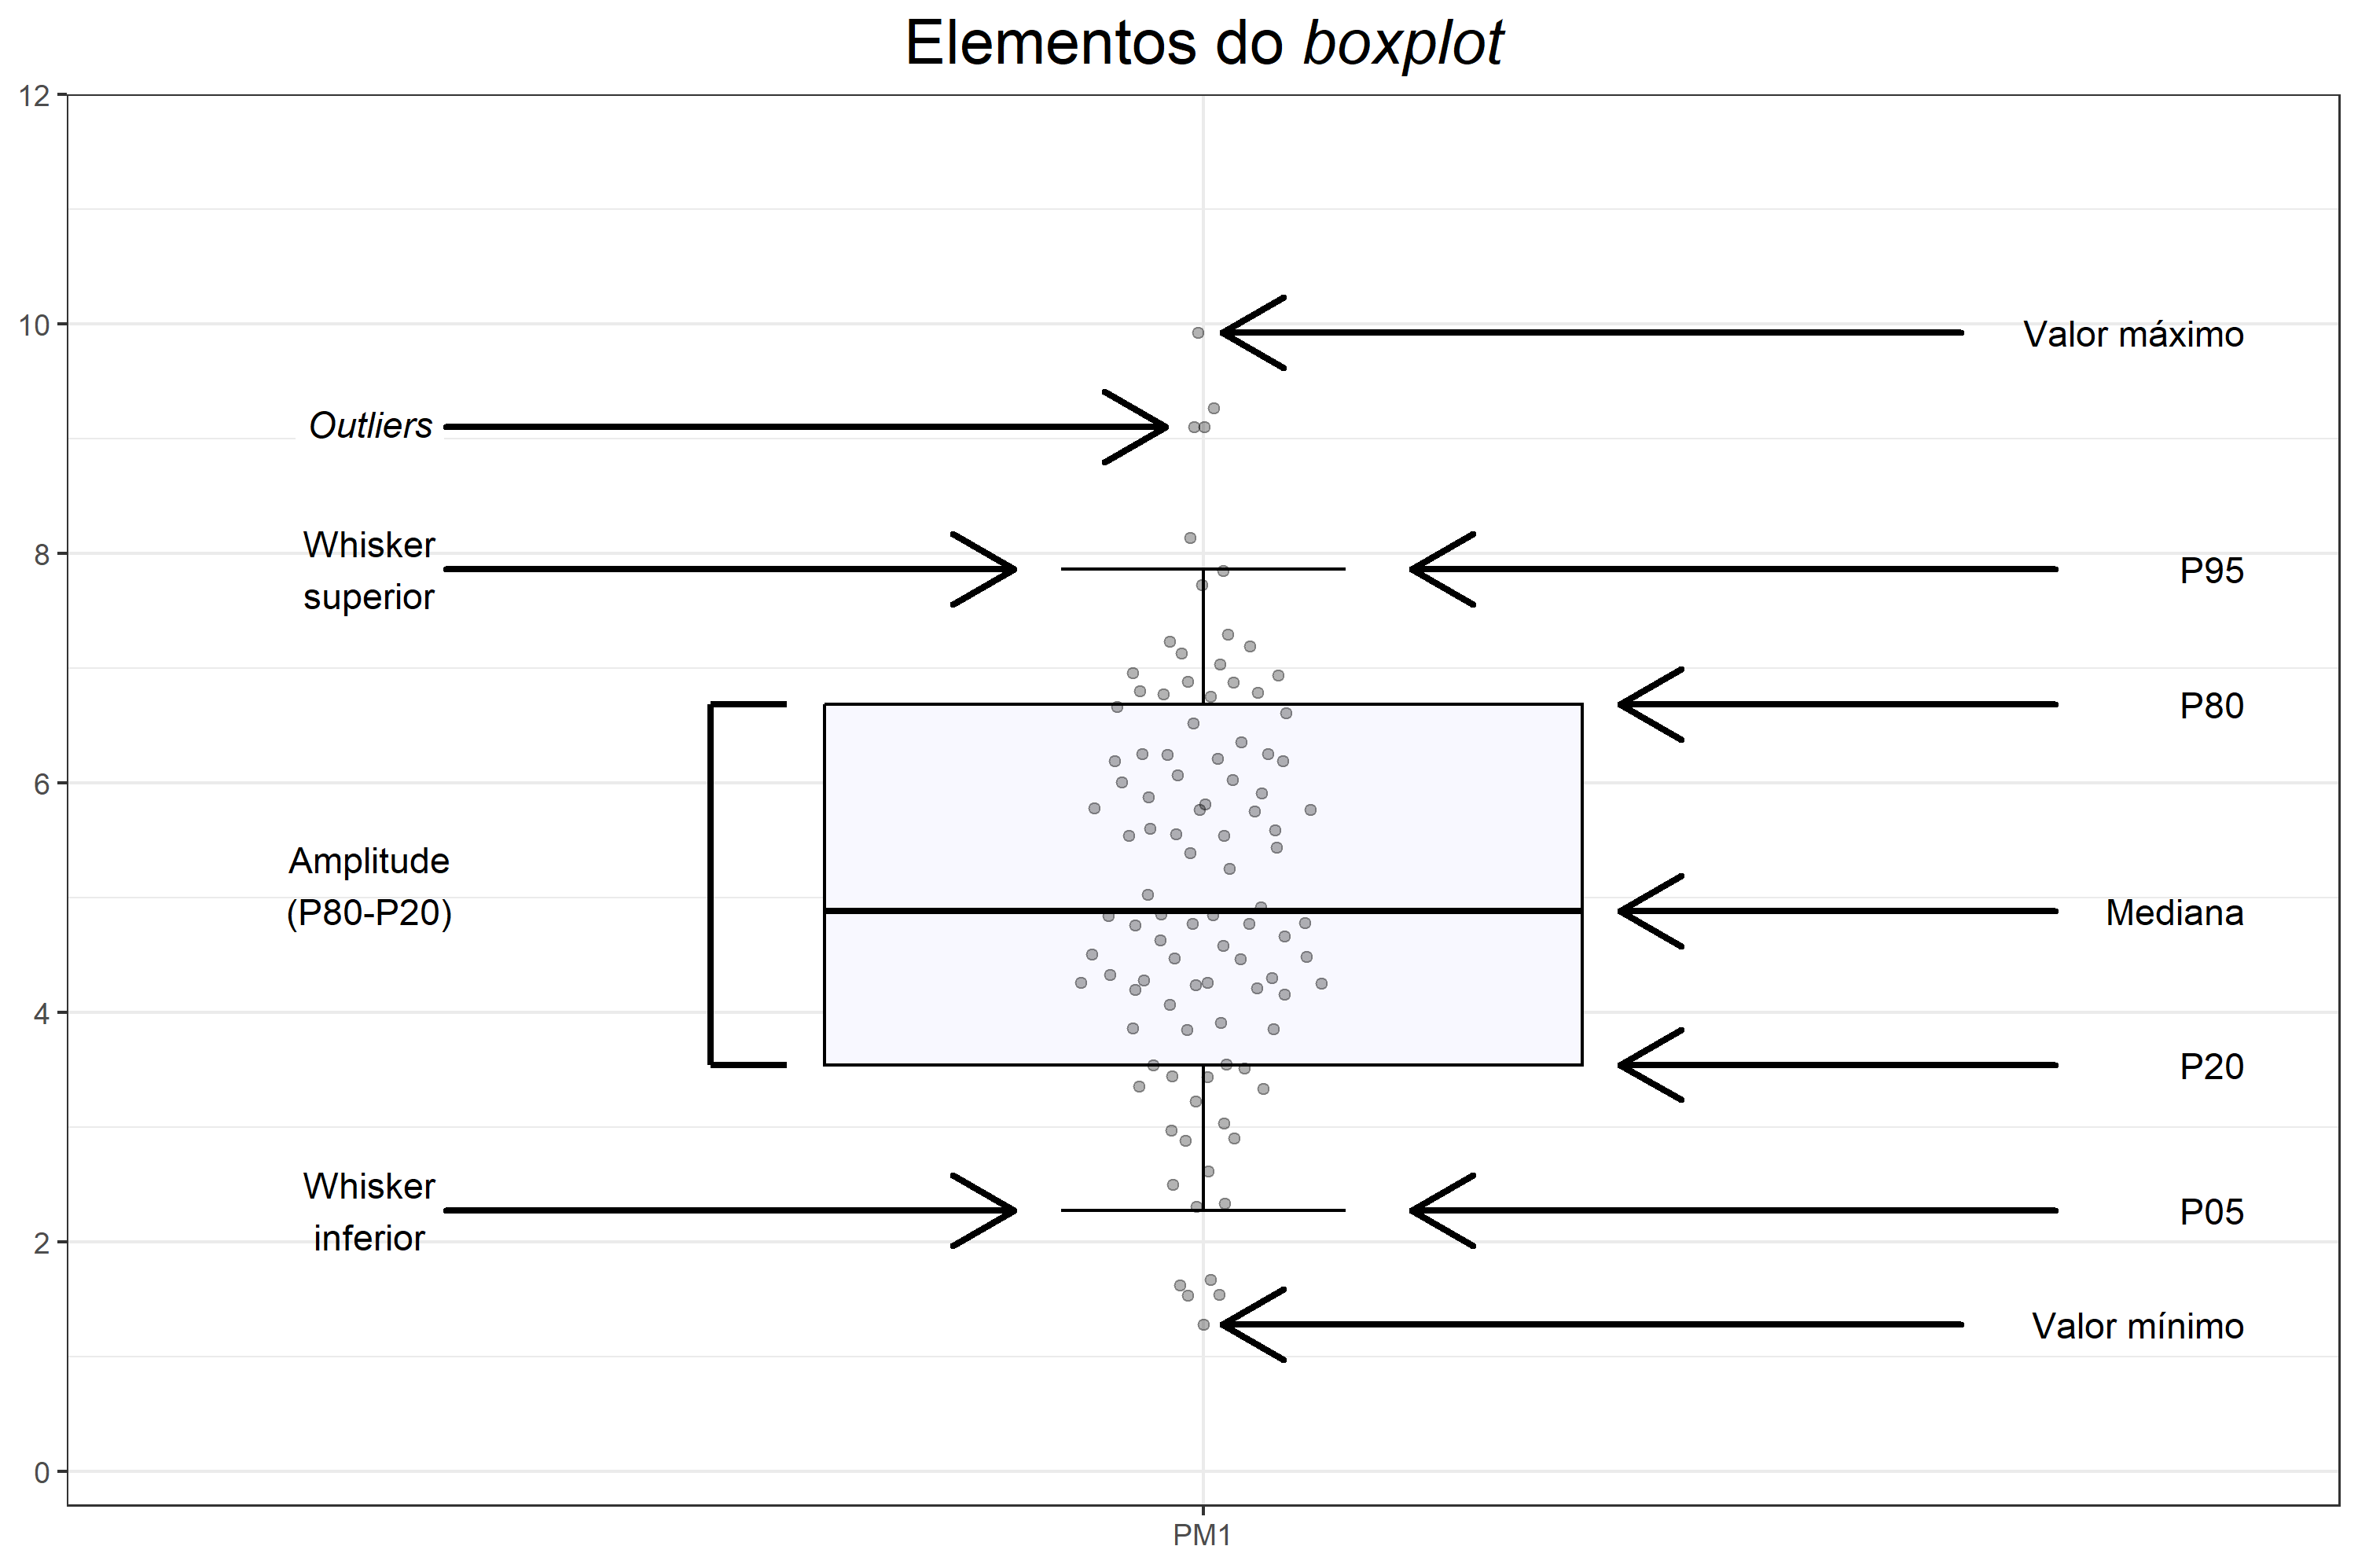 Elementos do boxplot
12
10
8
6
4
2
0
Valor máximo
Outliers
Whisker
superior
P95
P80
Amplitude
(P80-P20)
Mediana
P20
Whisker
inferior
P05
Valor mínimo
PM1